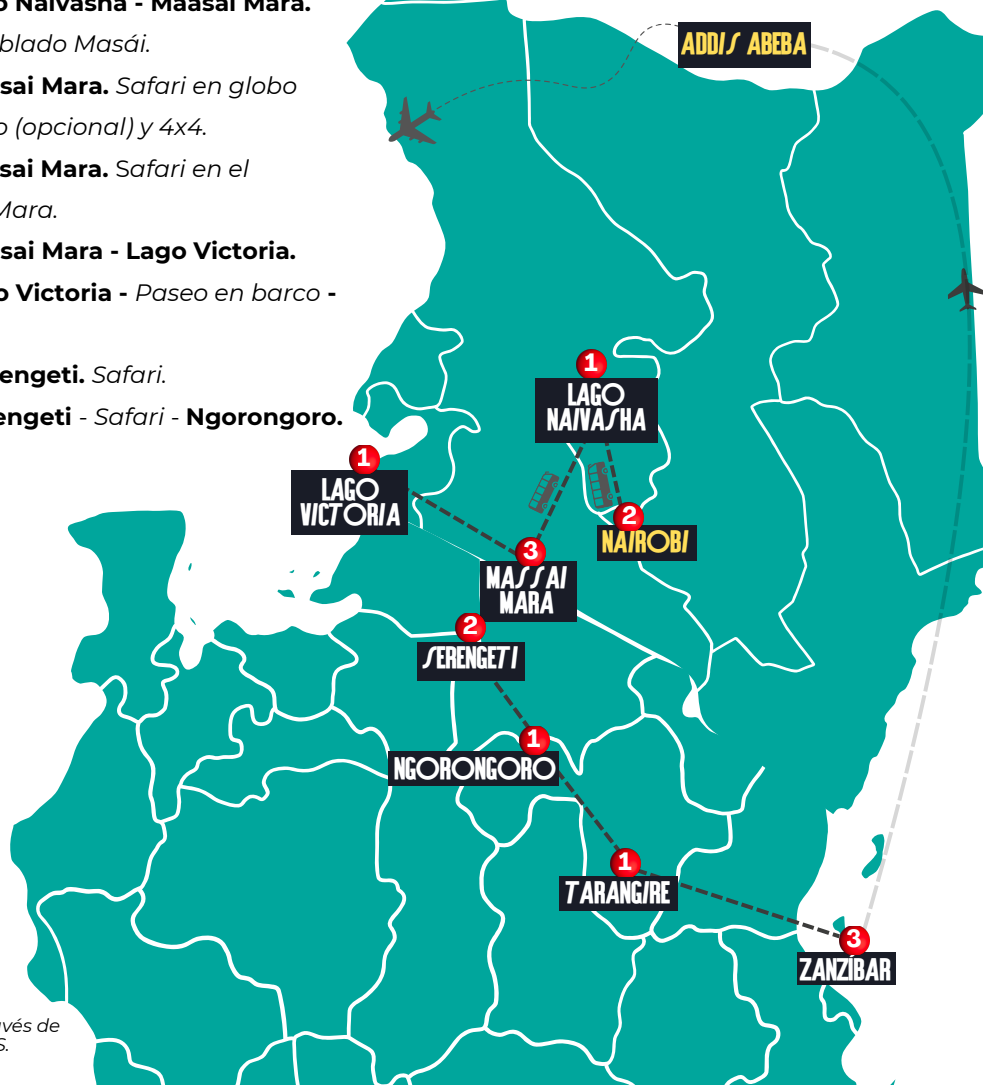 o Naivasha - Maasai Mara.
blado Masái.
sai Mara. Safari en globo
o (opcional) y 4x4.
sai Mara. Safari en el
Mara.
sai Mara - Lago Victoria.
o Victoria - Paseo en barco -
engeti. Safari.
engeti - Safari - Ngorongoro.
ADDIS ABEBA
1
LAGO
NAIVASHA
1
LAGO
VICTORIA
2
NAIROBI
3
MASSAI
MARA
2
SERENGETI
1
NGORONGORO
1
TARANGIRE
3
ZANZÍBAR
avés de
S.